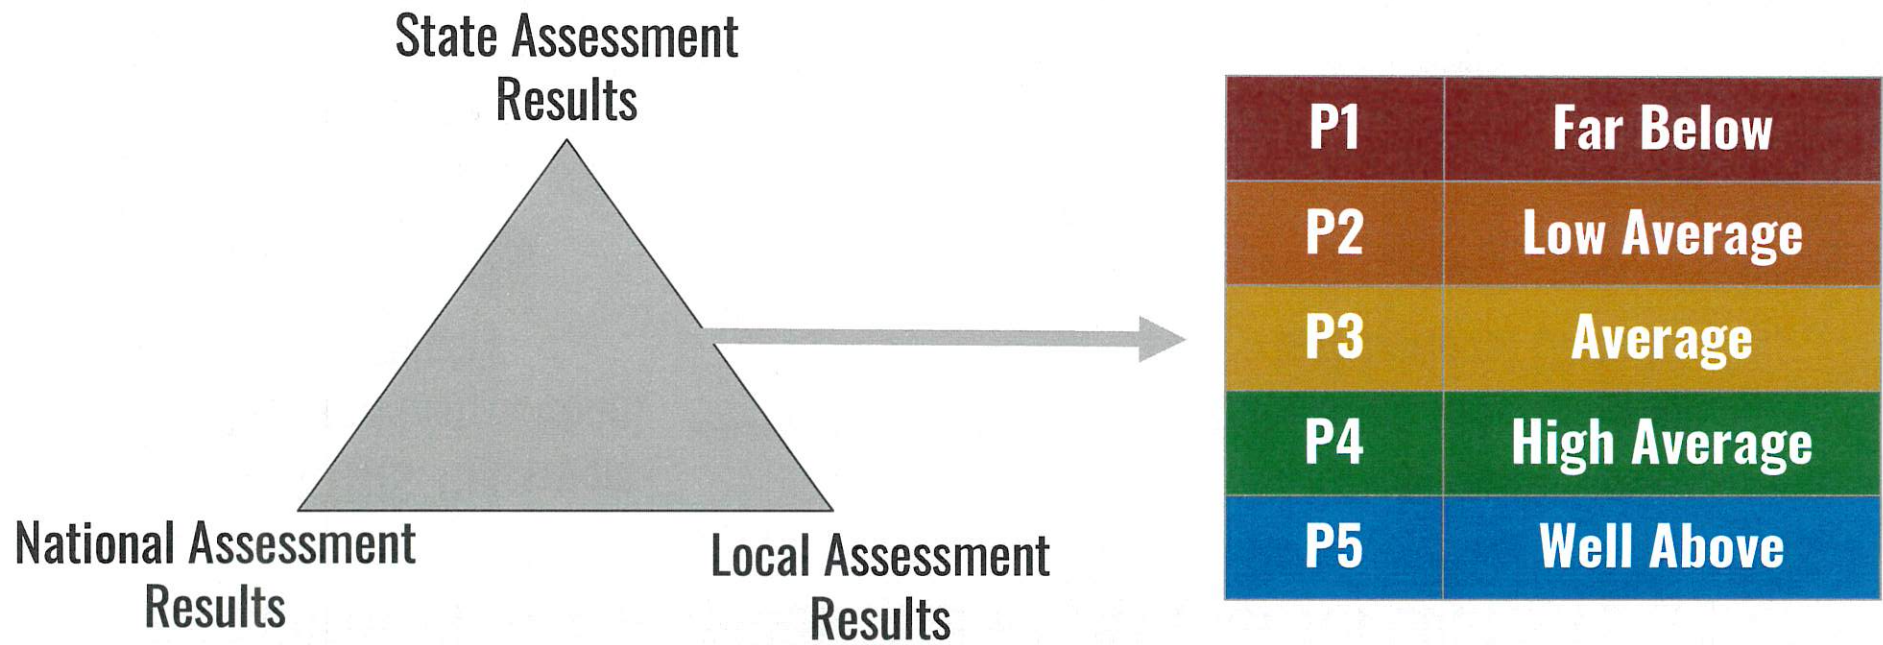 State Assessment
Results
National Assessment
Results
Local Assessment
Results
P1 Far Below
P2 Low Average
P3 Average
P4 High Average
P5 Well Above